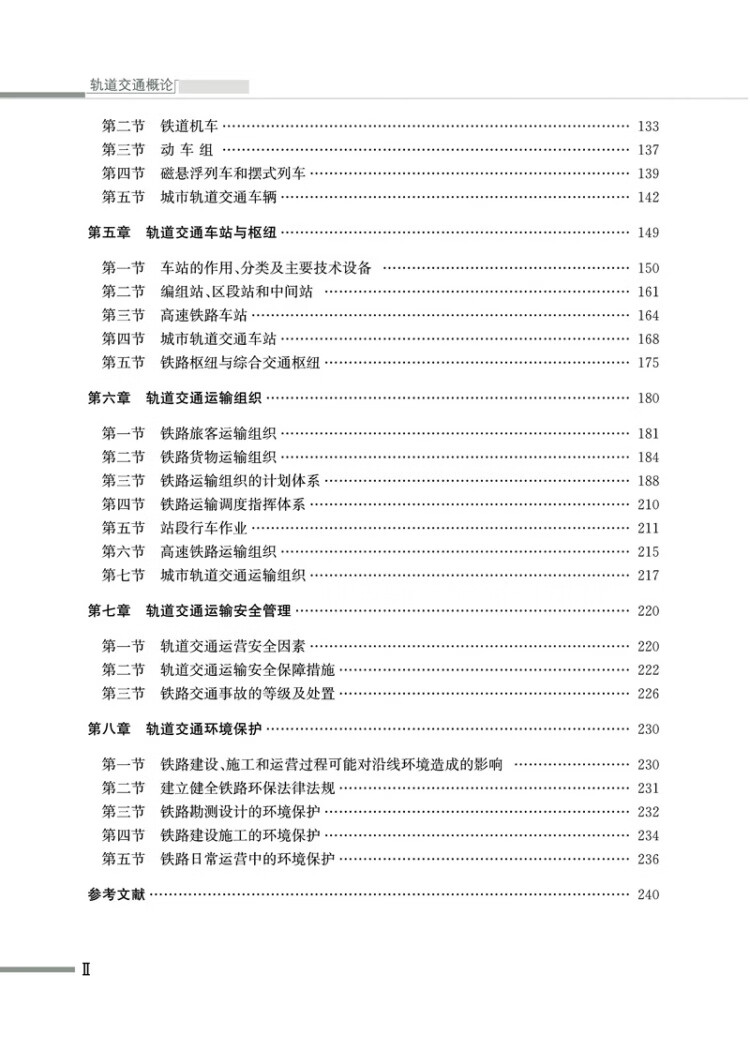 轨道交通概论
第二节 铁道机车 …… 133
第三节 动 车 组 …… 137
第四节 磁悬浮列车和摆式列车 …… 139
第五节 城市轨道交通车辆 …… 142
第五章 轨道交通车站与枢纽 …… 149
第一节 车站的作用、分类及主要技术设备 …… 150
第二节 编组站、区段站和中间站 …… 161
第三节 高速铁路车站 …… 164
第四节 城市轨道交通车站 …… 168
第五节 铁路枢纽与综合交通枢纽 …… 175
第六章 轨道交通运输组织 …… 180
第一节 铁路旅客运输组织 …… 181
第二节 铁路货物运输组织 …… 184
第三节 铁路运输组织的计划体系 …… 188
第四节 铁路运输调度指挥体系 …… 210
第五节 站段行车作业 …… 211
第六节 高速铁路运输组织 …… 215
第七节 城市轨道交通运输组织 …… 217
第七章 轨道交通运输安全管理 …… 220
第一节 轨道交通运营安全因素 …… 220
第二节 轨道交通运输安全保障措施 …… 222
第三节 铁路交通事故的等级及处置 …… 226
第八章 轨道交通环境保护 …… 230
第一节 铁路建设、施工和运营过程可能对沿线环境造成的影响 …… 230
第二节 建立健全铁路环保法律法规 …… 231
第三节 铁路勘测设计的环境保护 …… 232
第四节 铁路建设施工的环境保护 …… 234
第五节 铁路日常运营中的环境保护 …… 236
参考文献 …… 240
Ⅱ